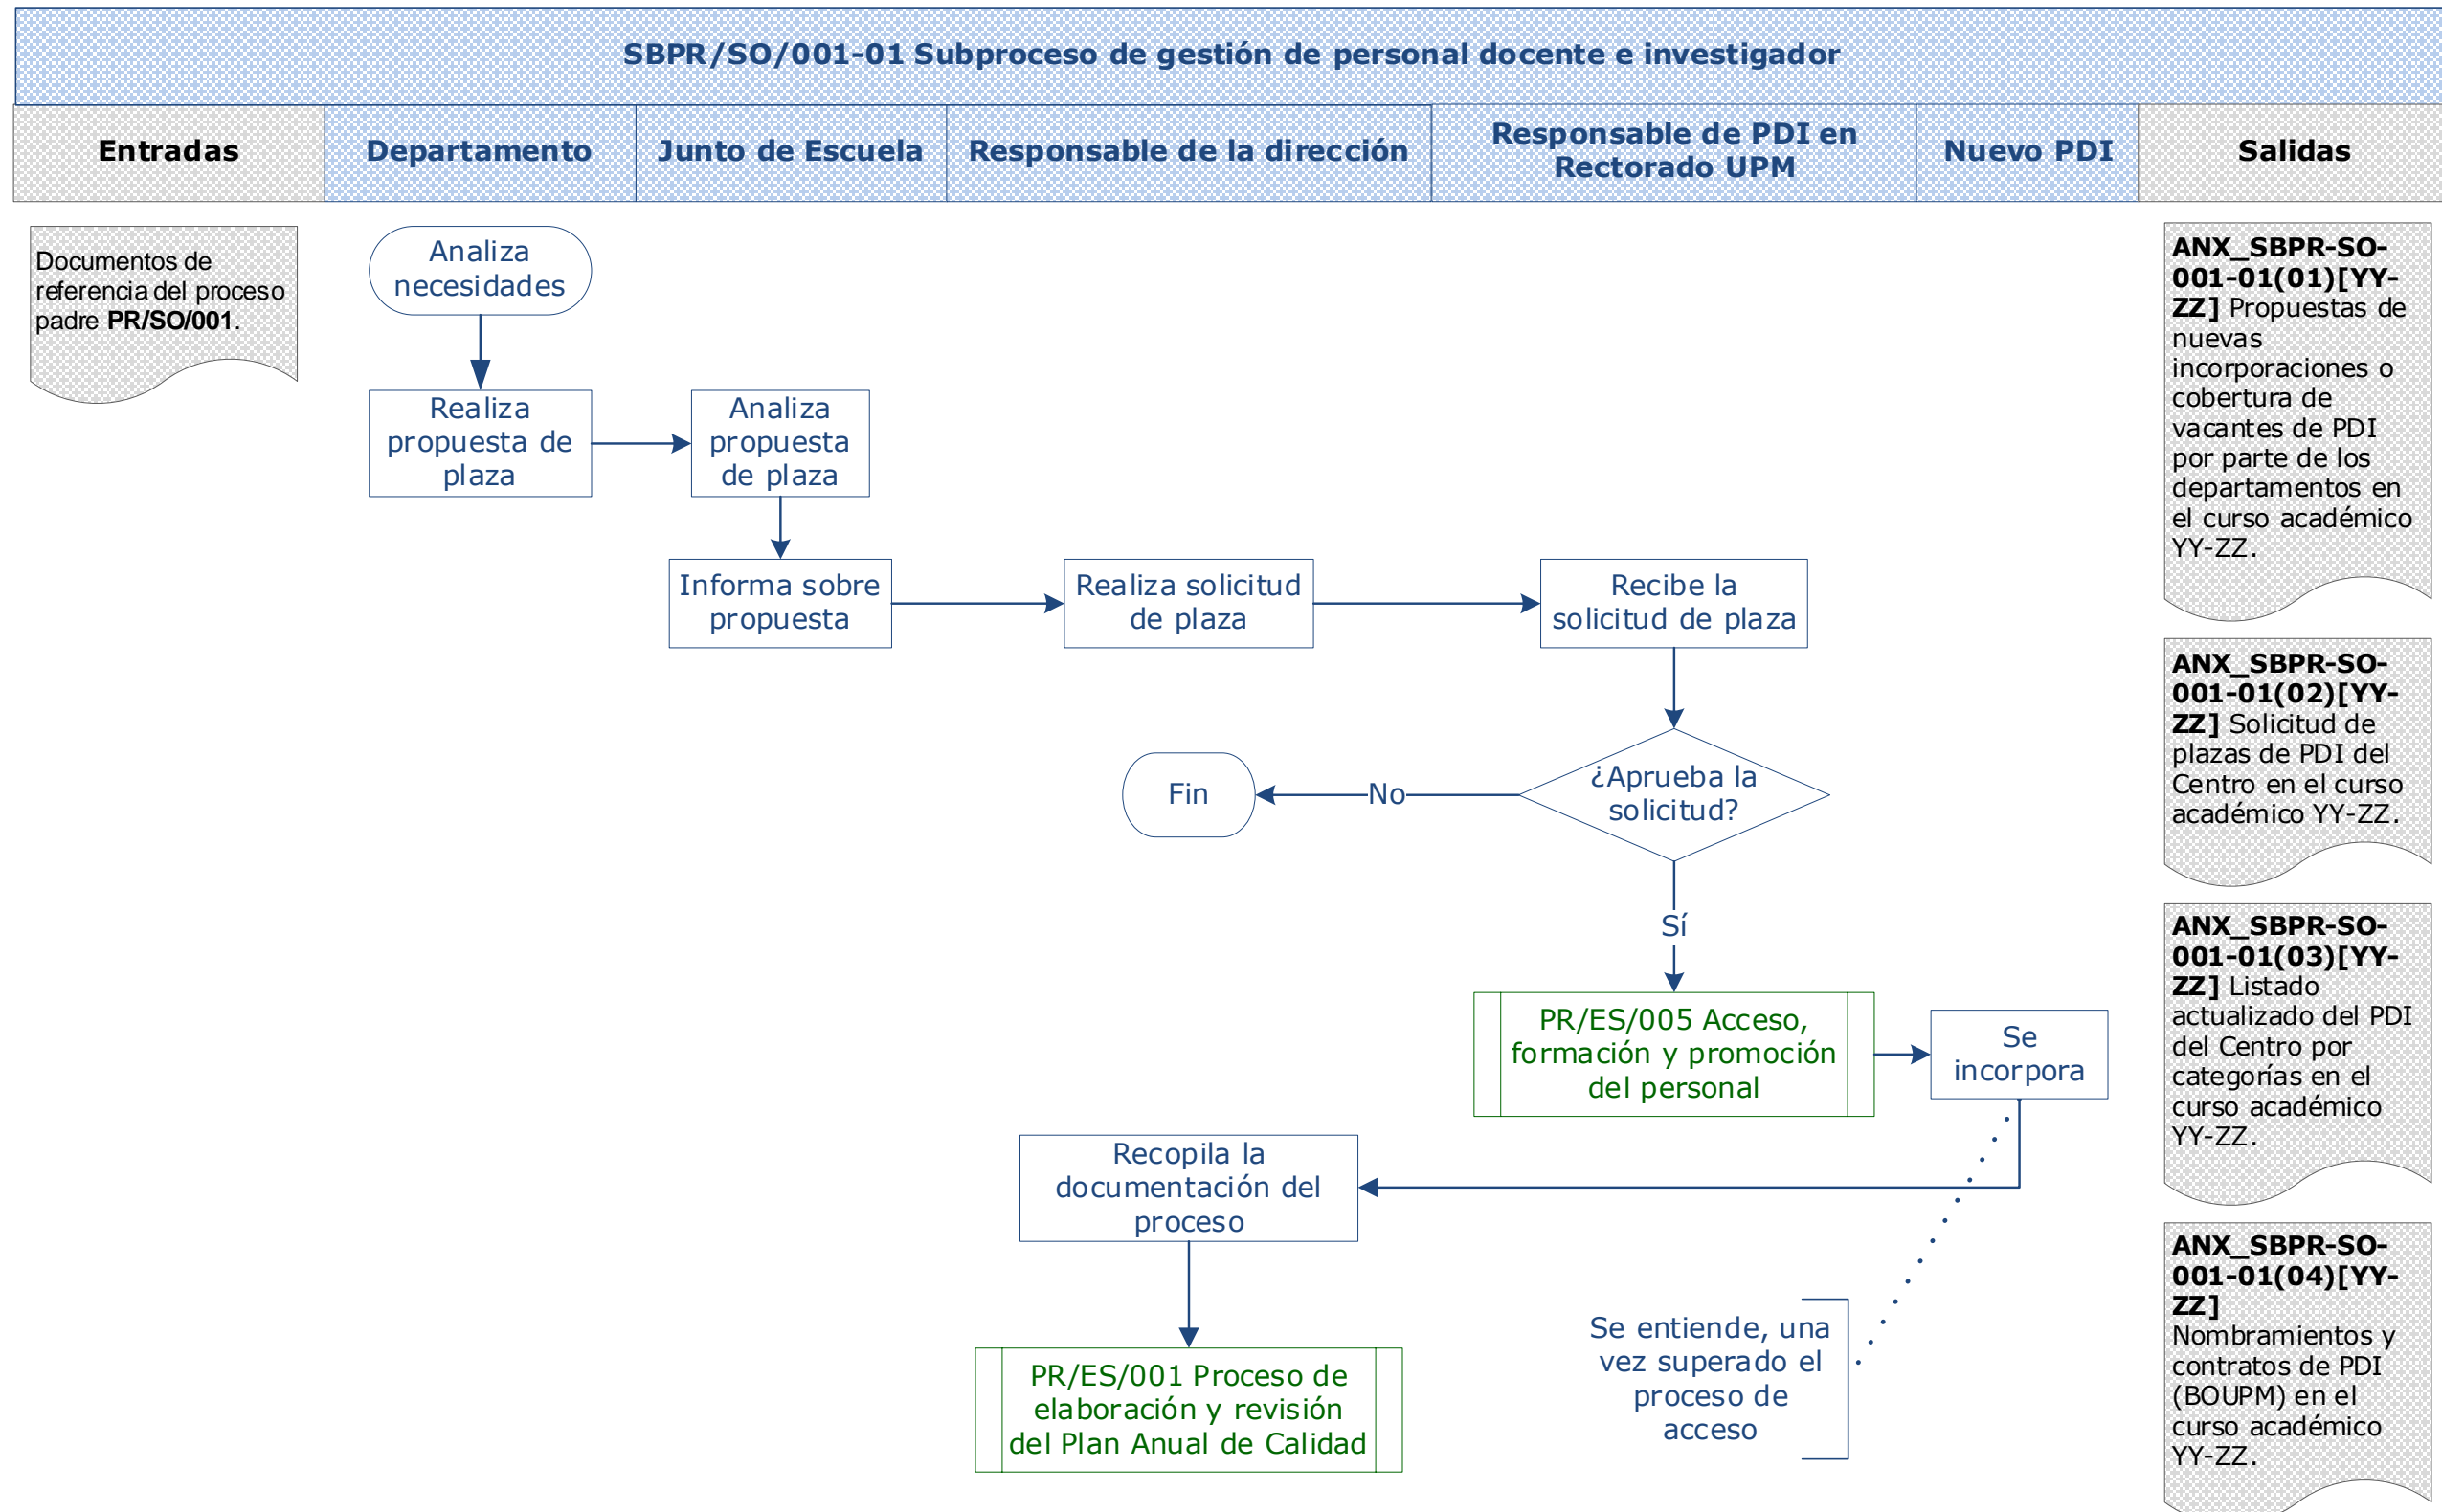 SBPR/SO/001-01 Subproceso de gestión de personal docente e investigador
Entradas
Departamento
Junto de Escuela
Responsable de la dirección
Responsable de PDI en
Rectorado UPM
Nuevo PDI
Salidas
Documentos de
referencia del proceso
padre PR/SO/001.
Analiza
necesidades
Realiza
propuesta de
plaza
Analiza
propuesta
de plaza
Informa sobre
propuesta
Realiza solicitud
de plaza
Recibe la
solicitud de plaza
¿Aprueba la
solicitud?
No
Fin
Sí
PR/ES/005 Acceso,
formación y promoción
del personal
Se
incorpora
Recopila la
documentación del
proceso
Se entiende, una
vez superado el
proceso de
acceso
PR/ES/001 Proceso de
elaboración y revisión
del Plan Anual de Calidad
ANX_SBPR-SO-
001-01(01)[YY-
ZZ] Propuestas de
nuevas
incorporaciones o
cobertura de
vacantes de PDI
por parte de los
departamentos en
el curso académico
YY-ZZ.
ANX_SBPR-SO-
001-01(02)[YY-
ZZ] Solicitud de
plazas de PDI del
Centro en el curso
académico YY-ZZ.
ANX_SBPR-SO-
001-01(03)[YY-
ZZ] Listado
actualizado del PDI
del Centro por
categorías en el
curso académico
YY-ZZ.
ANX_SBPR-SO-
001-01(04)[YY-
ZZ]
Nombramientos y
contratos de PDI
(BOUPM) en el
curso académico
YY-ZZ.